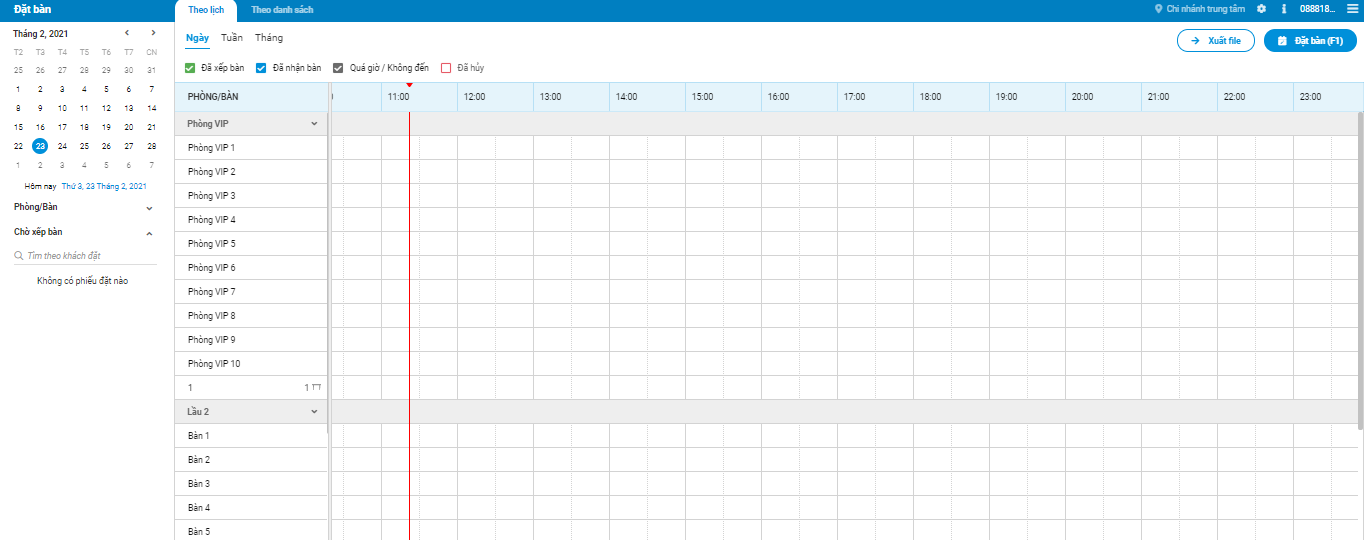 Đặt bàn
Theo lịch
Theo danh sách
Chi nhánh trung tâm
088818...
Tháng 2, 2021
T2 T3 T4 T5 T6 T7 CN
25 26 27 28 29 30 31
1 2 3 4 5 6 7
8 9 10 11 12 13 14
15 16 17 18 19 20 21
22 23 24 25 26 27 28
1 2 3 4 5 6 7
Hôm nay Thứ 3, 23 Tháng 2, 2021
Phòng/Bàn
Chờ xếp bàn
Tìm theo khách đặt
Không có phiếu đặt nào
Ngày Tuần Tháng
Xuất file
Đặt bàn (F1)
Đã xếp bàn
Đã nhận bàn
Quá giờ / Không đến
Đã hủy
PHÒNG/BÀN 11:00 12:00 13:00 14:00 15:00 16:00 17:00 18:00 19:00 20:00 21:00 22:00 23:00
Phòng VIP
Phòng VIP 1
Phòng VIP 2
Phòng VIP 3
Phòng VIP 4
Phòng VIP 5
Phòng VIP 6
Phòng VIP 7
Phòng VIP 8
Phòng VIP 9
Phòng VIP 10
1 1
Lầu 2
Bàn 1
Bàn 2
Bàn 3
Bàn 4
Bàn 5